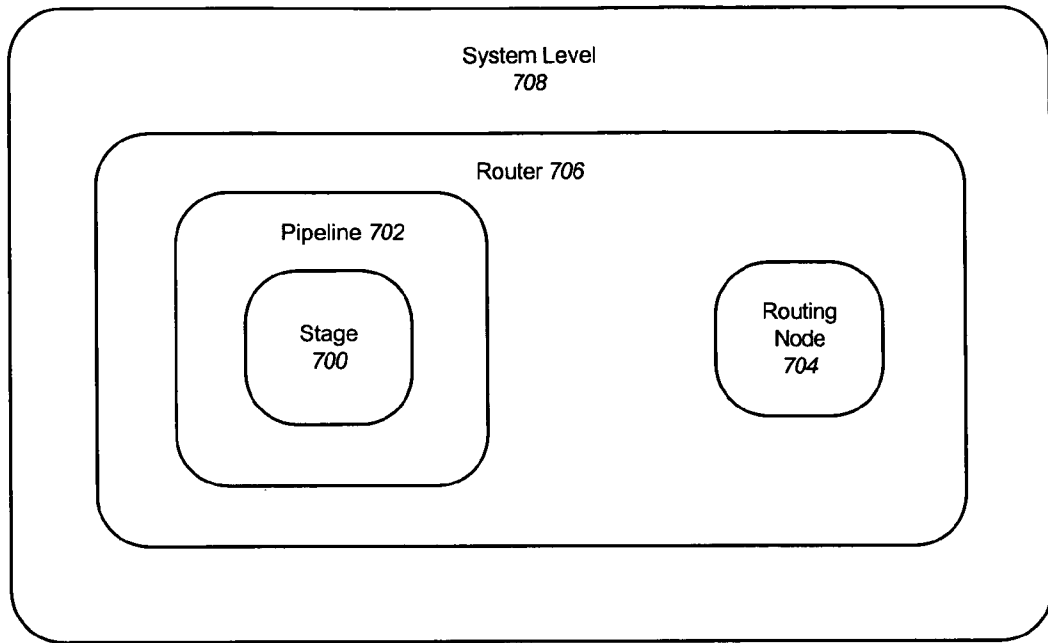 System Level
708
Router 706
Pipeline 702
Stage
700
Routing
Node
704